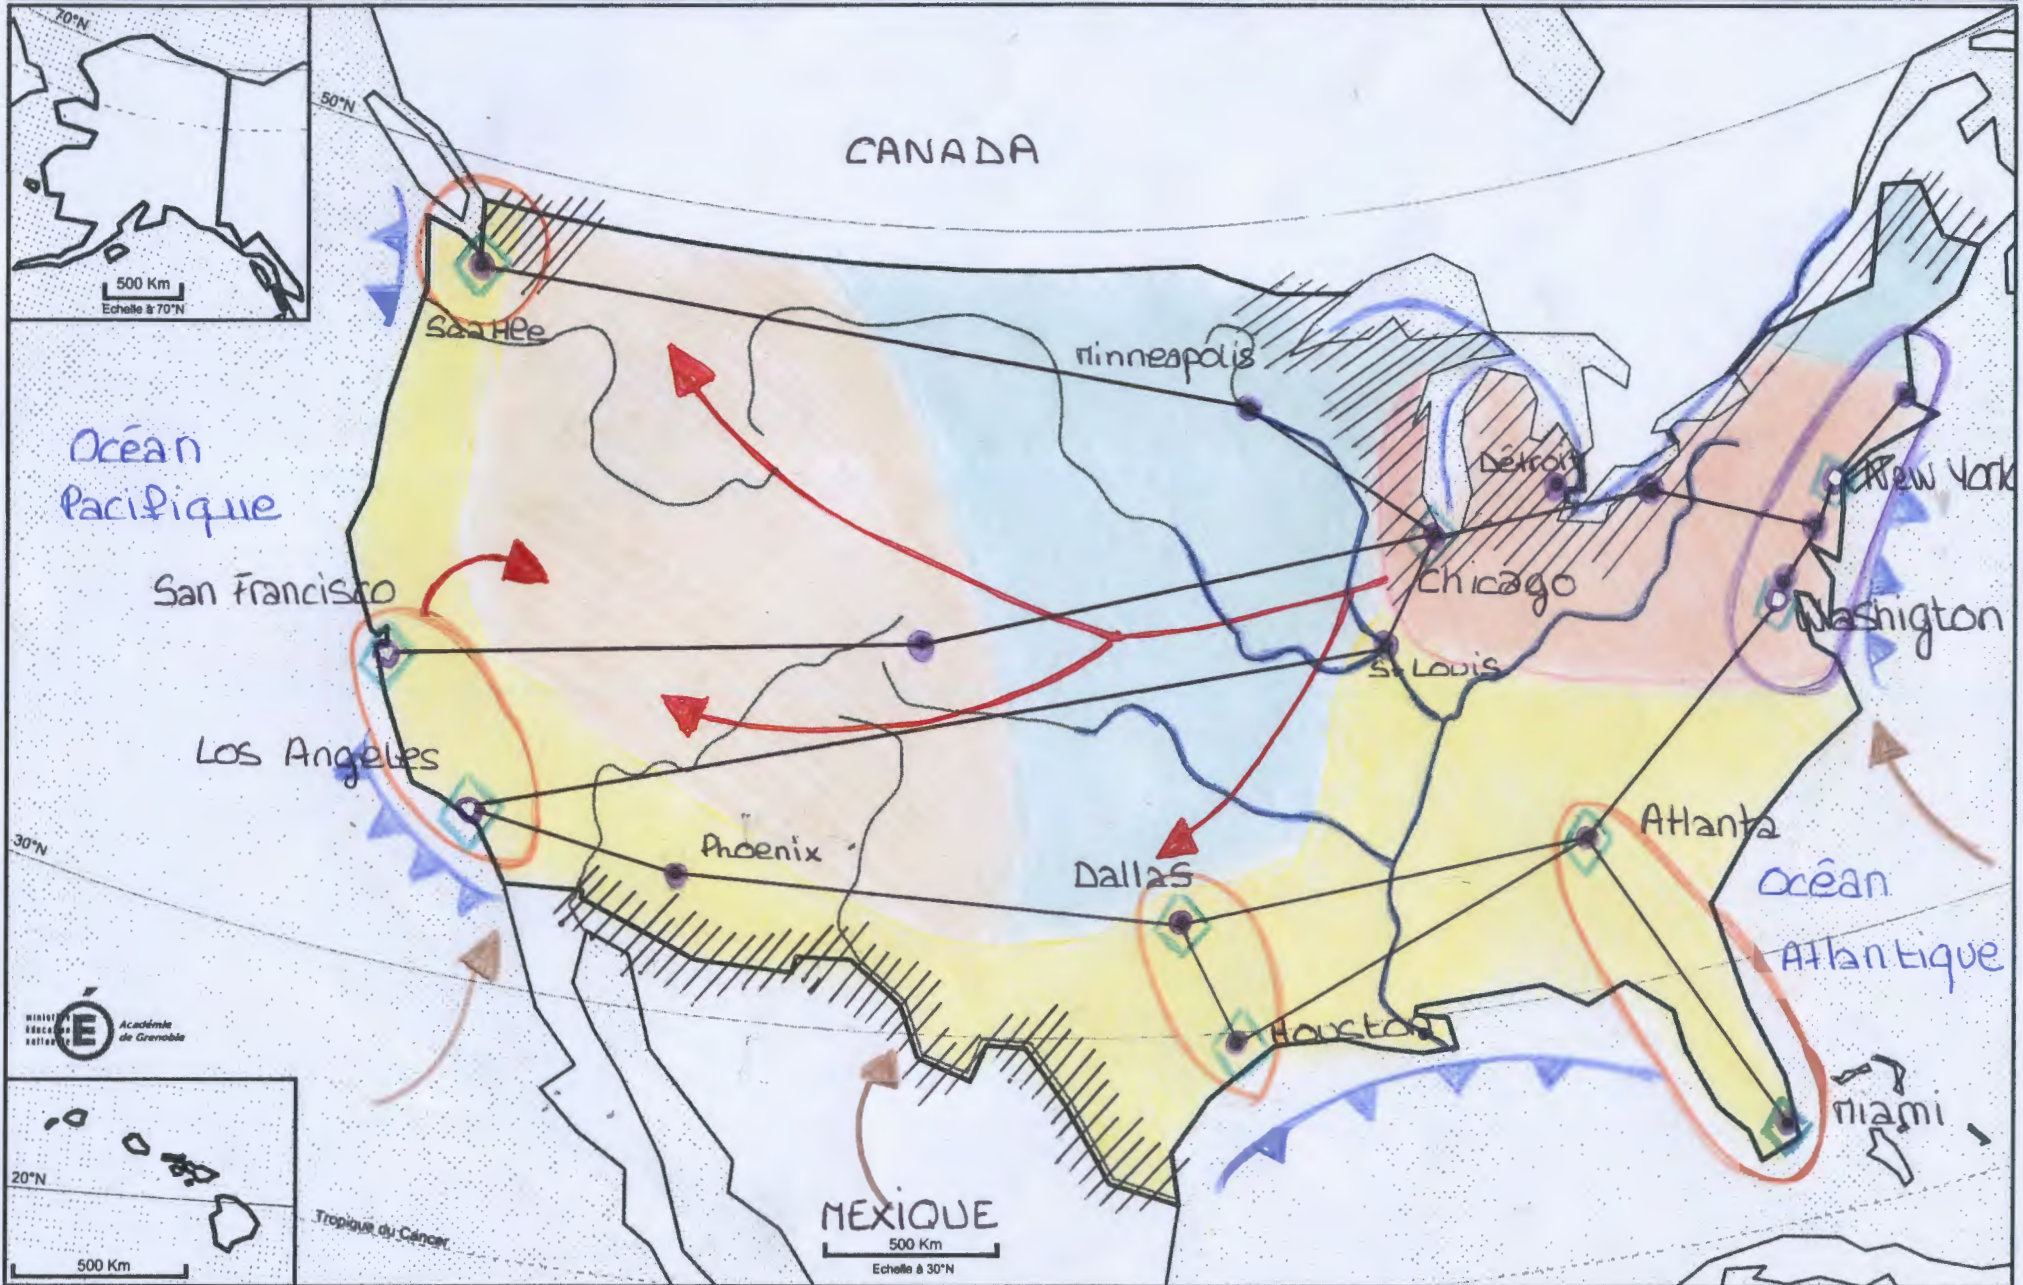 70°N
50°N
CANADA
500 Km
Echelle à 70°N
Seattle
Minneapolis
Océan
Pacifique
Détroit
New York
San Francisco
Chicago
Washigton
St Louis
Los Angeles
30°N
Phoenix
Dallas
Atlanta
Océan
Atlantique
Académie
de Grenoble
Houston
Miami
20°N
Tropique du Cancer
MEXIQUE
500 Km
Echelle à 30°N
500 Km